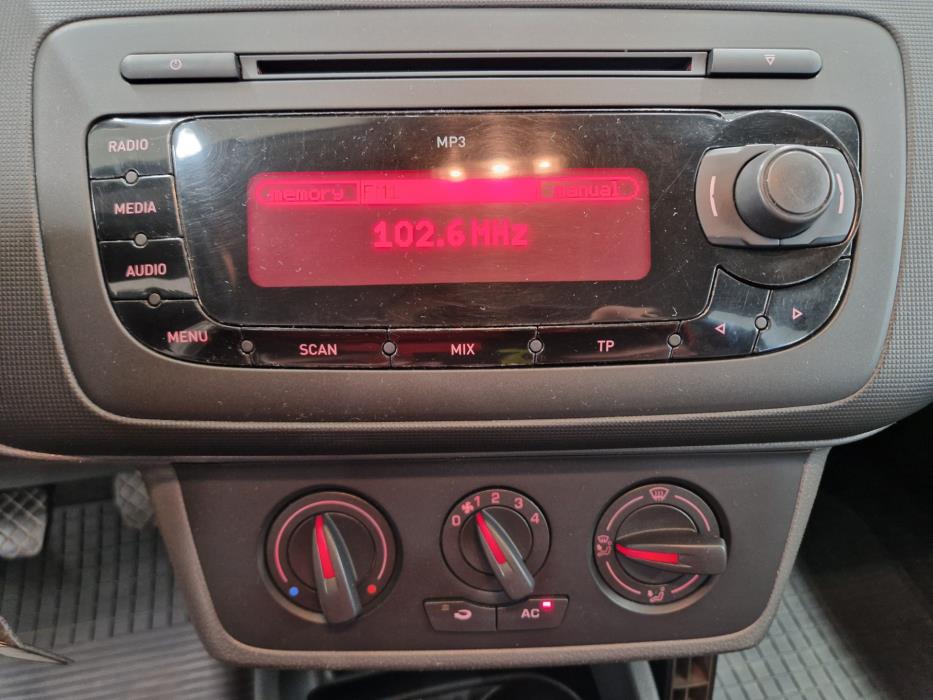 MP3
RADIO
memory FM1 manual
MEDIA
102.6 MHz
AUDIO
MENU
SCAN MIX TP
0 1 2 3 4
AC